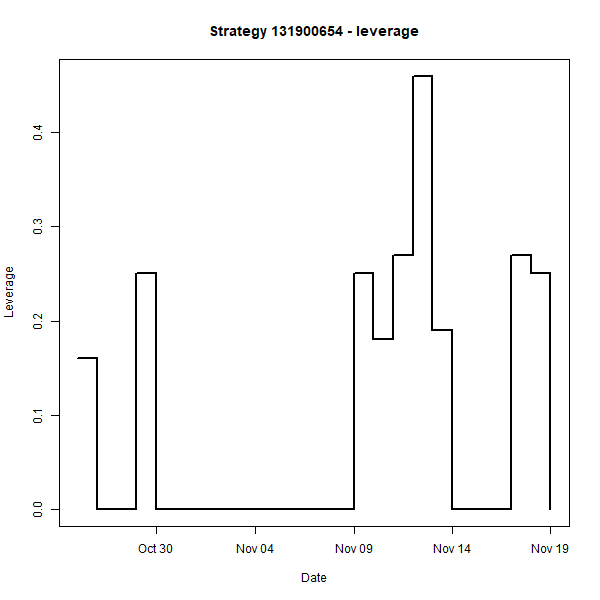 Strategy 131900654 - leverage
Leverage
0.4
0.3
0.2
0.1
0.0
Oct 30 Nov 04 Nov 09 Nov 14 Nov 19
Date